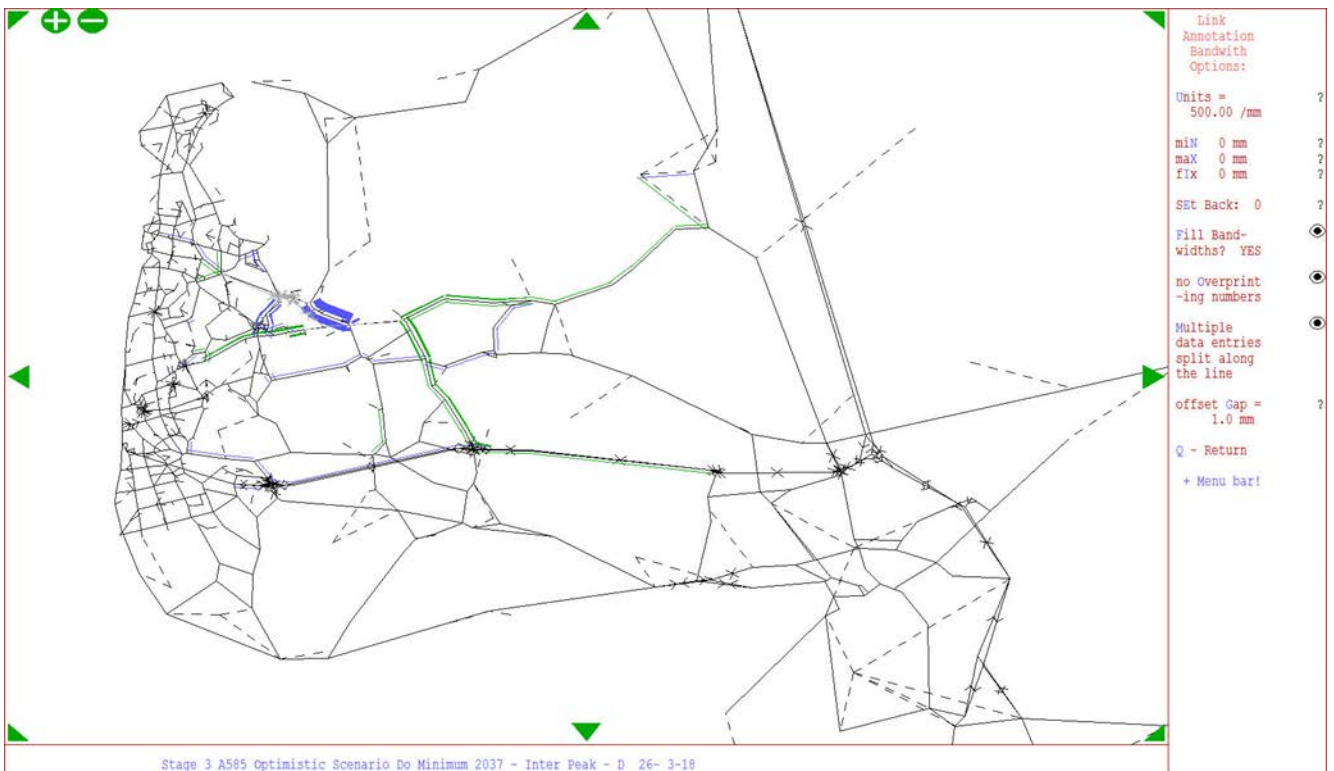 Link
Annotation
Bandwith
Options:
Units = ?
500.00 /mm
miN 0 mm ?
maX 0 mm ?
fIx 0 mm ?
SEt Back: 0 ?
Fill Band-
widths? YES
no Overprint
-ing numbers
Multiple
data entries
split along
the line
offset Gap = ?
1.0 mm
Q - Return
+ Menu bar!
Stage 3 A585 Optimistic Scenario Do Minimum 2037 - Inter Peak - D 26- 3-18